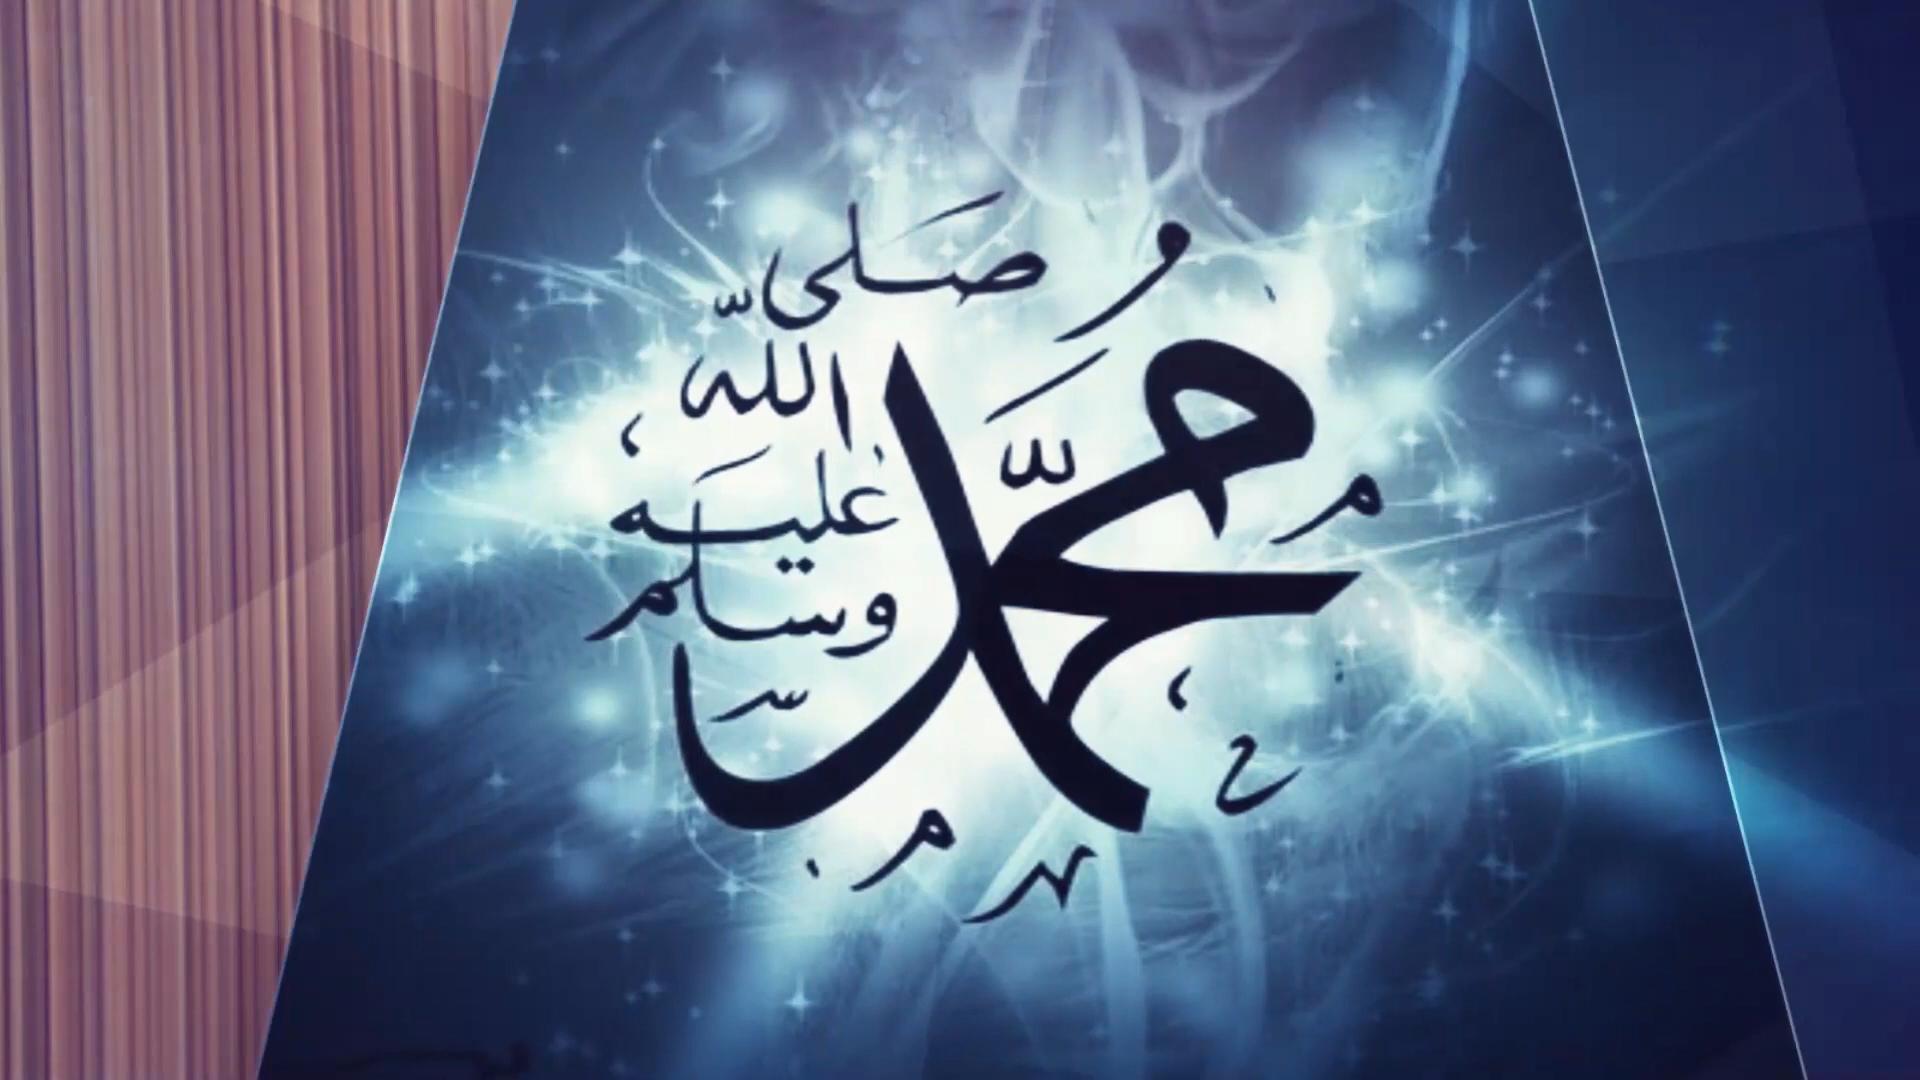 محمد
صلى
الله
عليه
وسلم